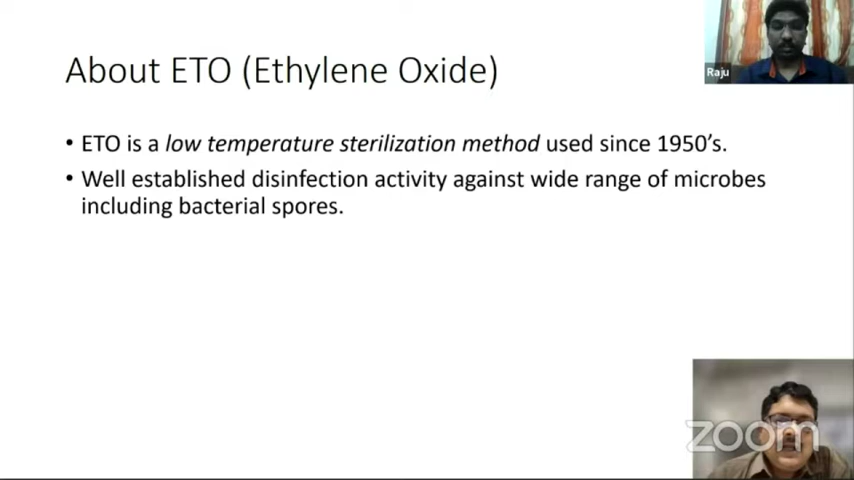 About ETO (Ethylene Oxide)
Raju
• ETO is a low temperature sterilization method used since 1950's.
• Well established disinfection activity against wide range of microbes
including bacterial spores.
zoom